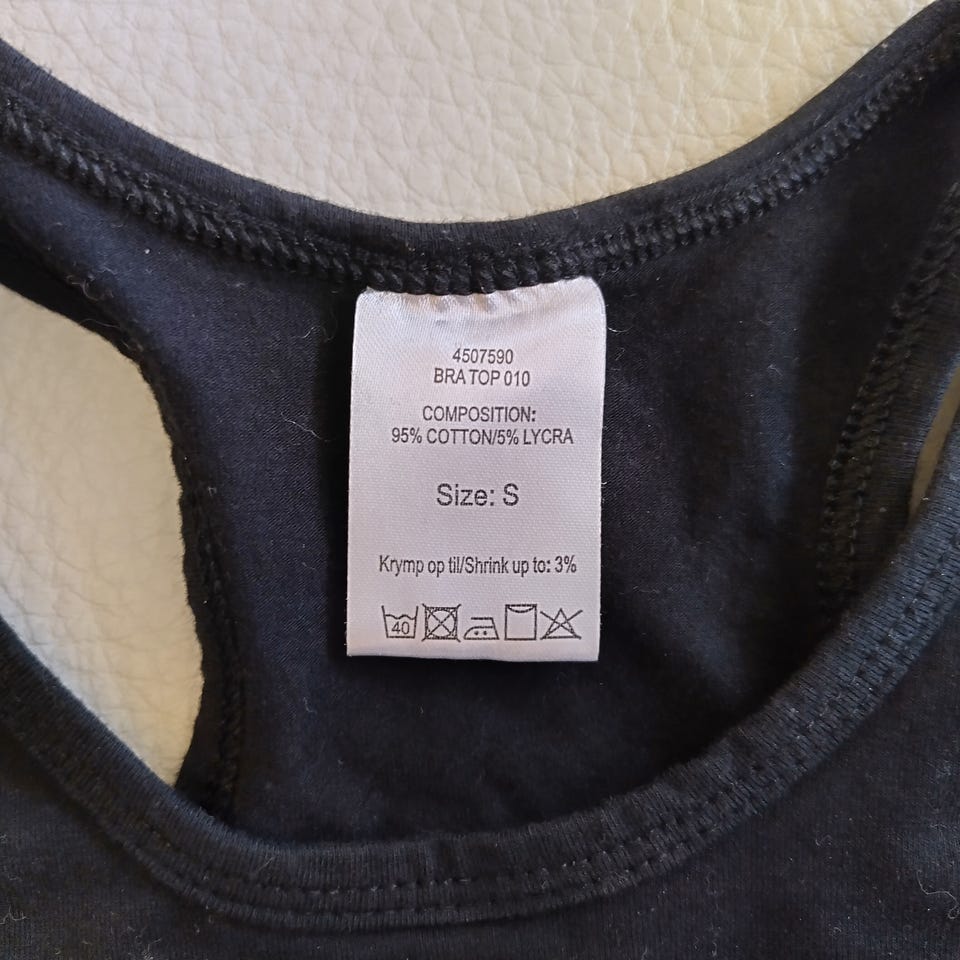 4507590
BRA TOP 010
COMPOSITION:
95% COTTON/5% LYCRA
Size: S
Krymp op til/Shrink up to: 3%
40